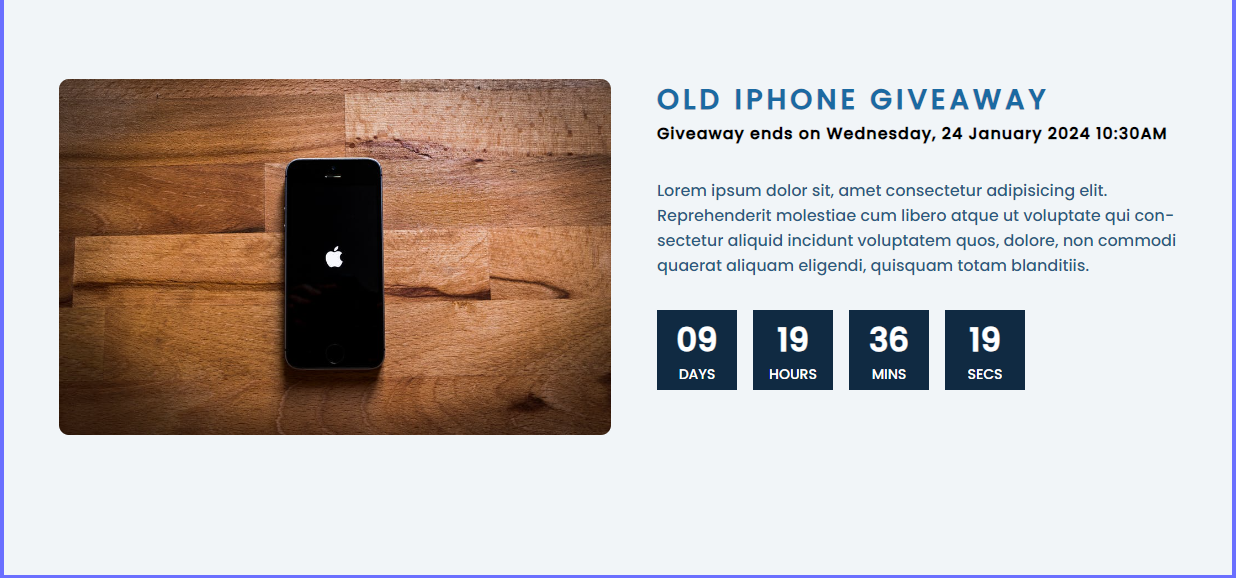 OLD IPHONE GIVEAWAY
Giveaway ends on Wednesday, 24 January 2024 10:30AM
Lorem ipsum dolor sit, amet consectetur adipisicing elit.
Reprehenderit molestiae cum libero atque ut voluptate qui con-
sectetur aliquid incidunt voluptatem quos, dolore, non commodi
quaerat aliquam eligendi, quisquam totam blanditiis.
09 19 36 19
DAYS HOURS MINS SECS